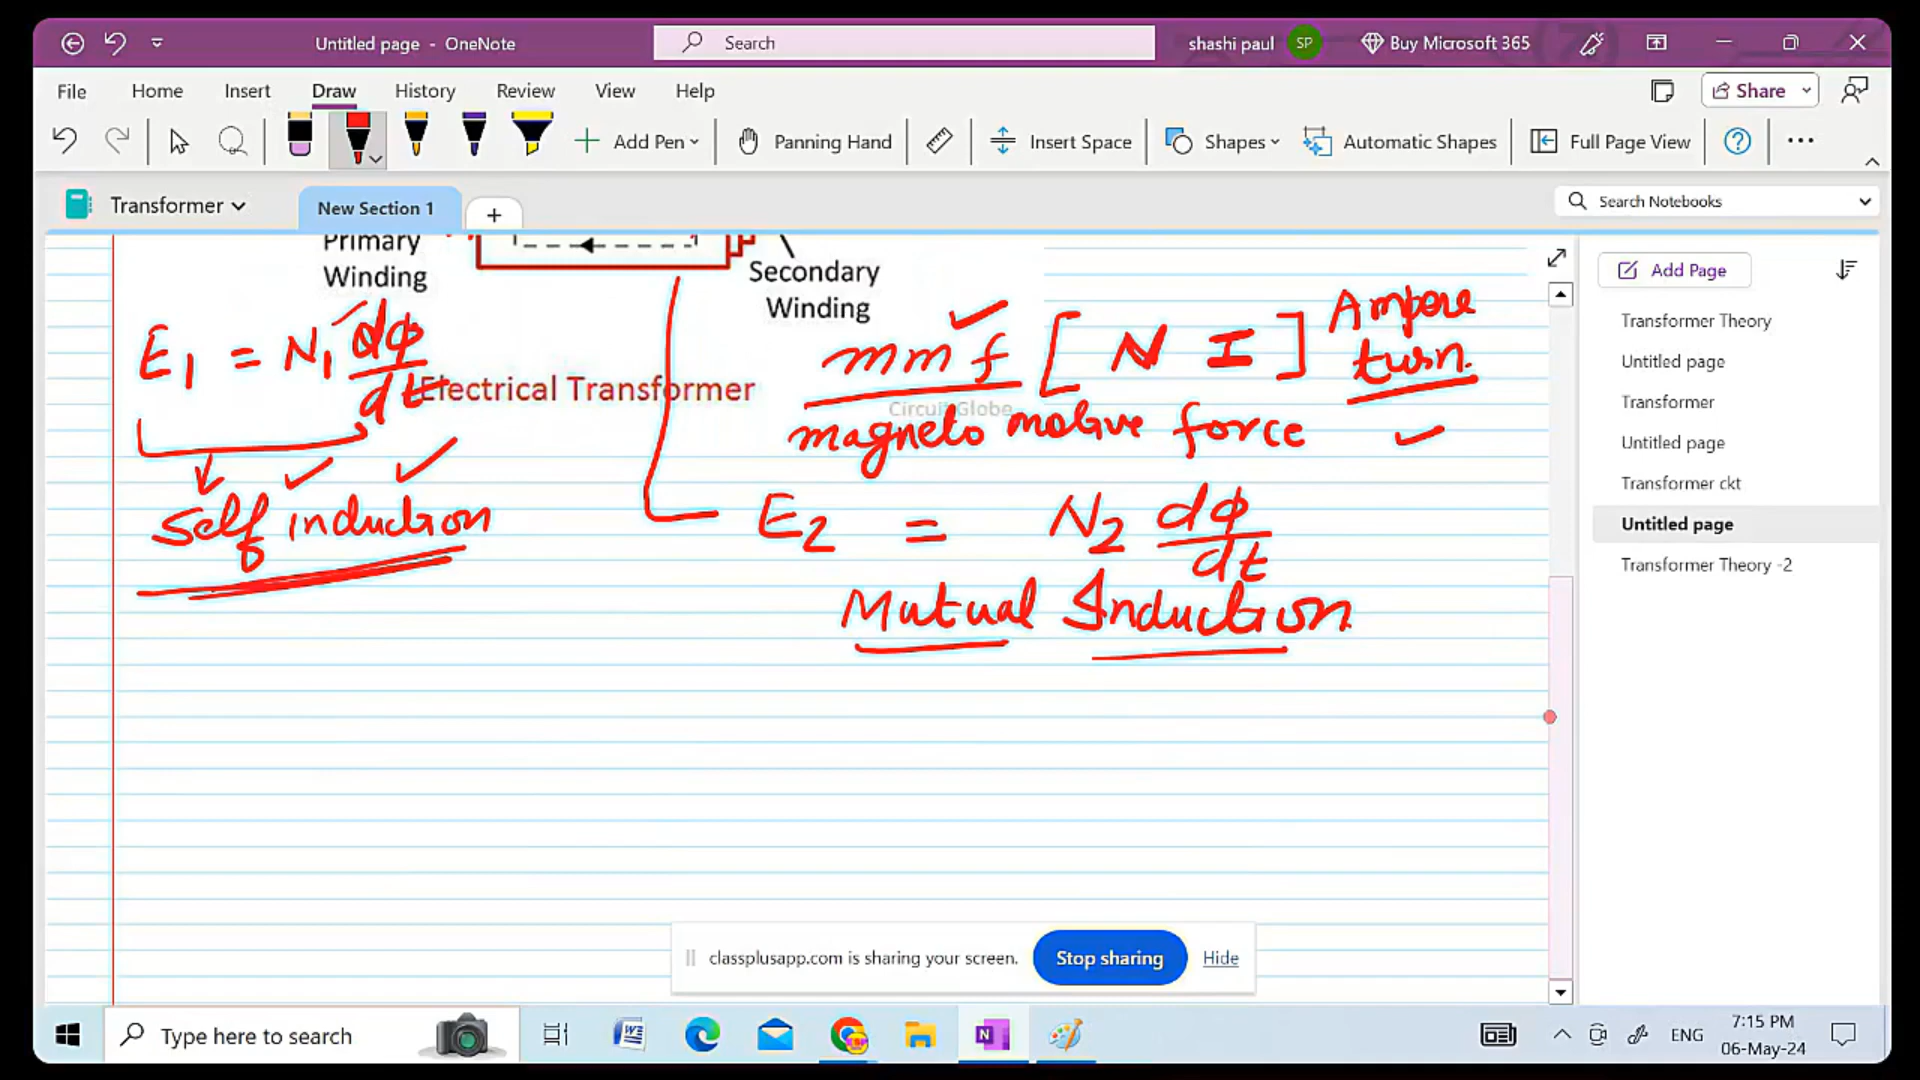 Untitled page - OneNote
Search
shashi paul SP
Buy Microsoft 365
File Home Insert Draw History Review View Help
Share
Add Pen
Panning Hand
Insert Space
Shapes
Automatic Shapes
Full Page View
Transformer
New Section 1
Search Notebooks
Add Page
Transformer Theory
Untitled page
Transformer
Untitled page
Transformer ckt
Untitled page
Transformer Theory -2
Primary
Winding
Secondary
Winding
E1 = N1 dφ/dt
Electrical Transformer
mmf [N I] Ampere
turn.
Circuit Globe
magneto motive force
Self induction
E2 = N2 dφ/dt
Mutual Induction
classplusapp.com is sharing your screen.
Stop sharing
Hide
Type here to search
ENG
7:15 PM
06-May-24